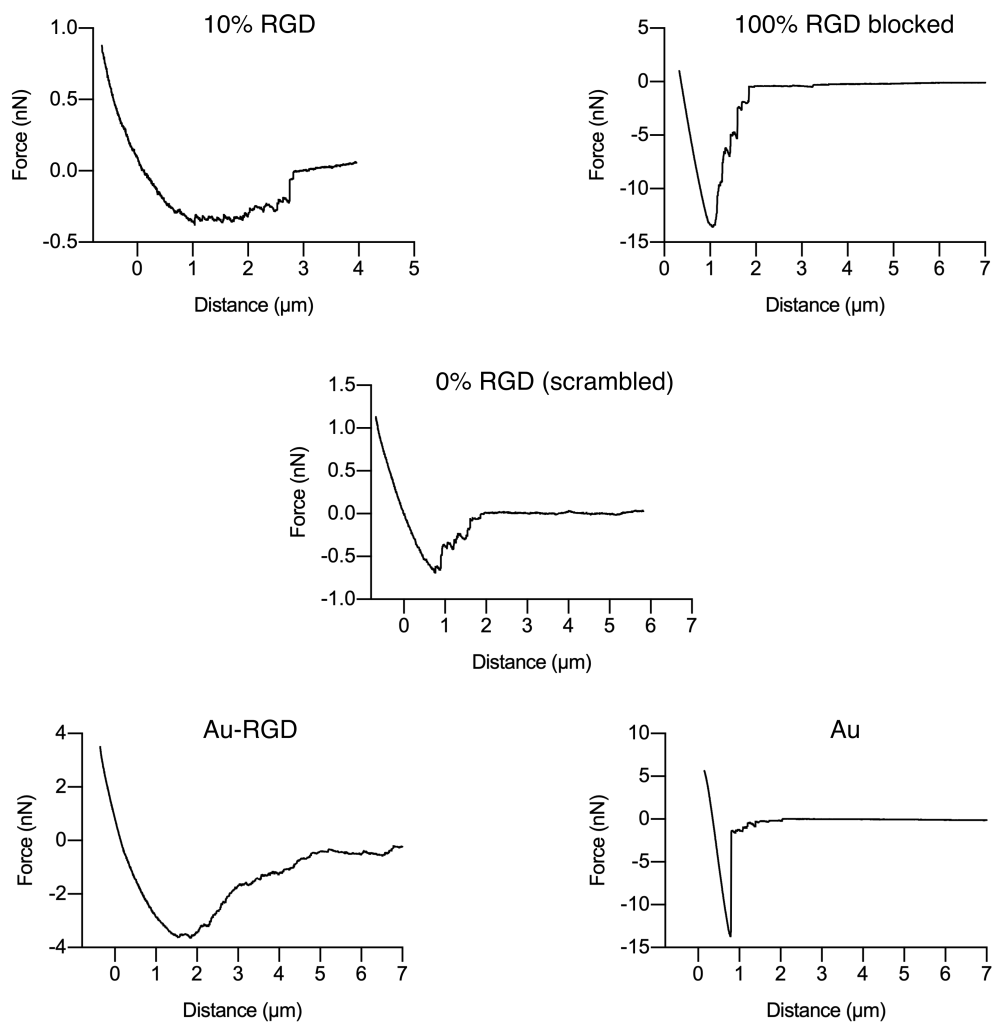 10% RGD
1.0
0.5
0.0
-0.5
Force (nN)
0 1 2 3 4 5
Distance (µm)
100% RGD blocked
5
0
-5
-10
-15
Force (nN)
0 1 2 3 4 5 6 7
Distance (µm)
0% RGD (scrambled)
1.5
1.0
0.5
0.0
-0.5
-1.0
Force (nN)
0 1 2 3 4 5 6 7
Distance (µm)
Au-RGD
4
2
0
-2
-4
Force (nN)
0 1 2 3 4 5 6 7
Distance (µm)
Au
10
5
0
-5
-10
-15
Force (nN)
0 1 2 3 4 5 6 7
Distance (µm)